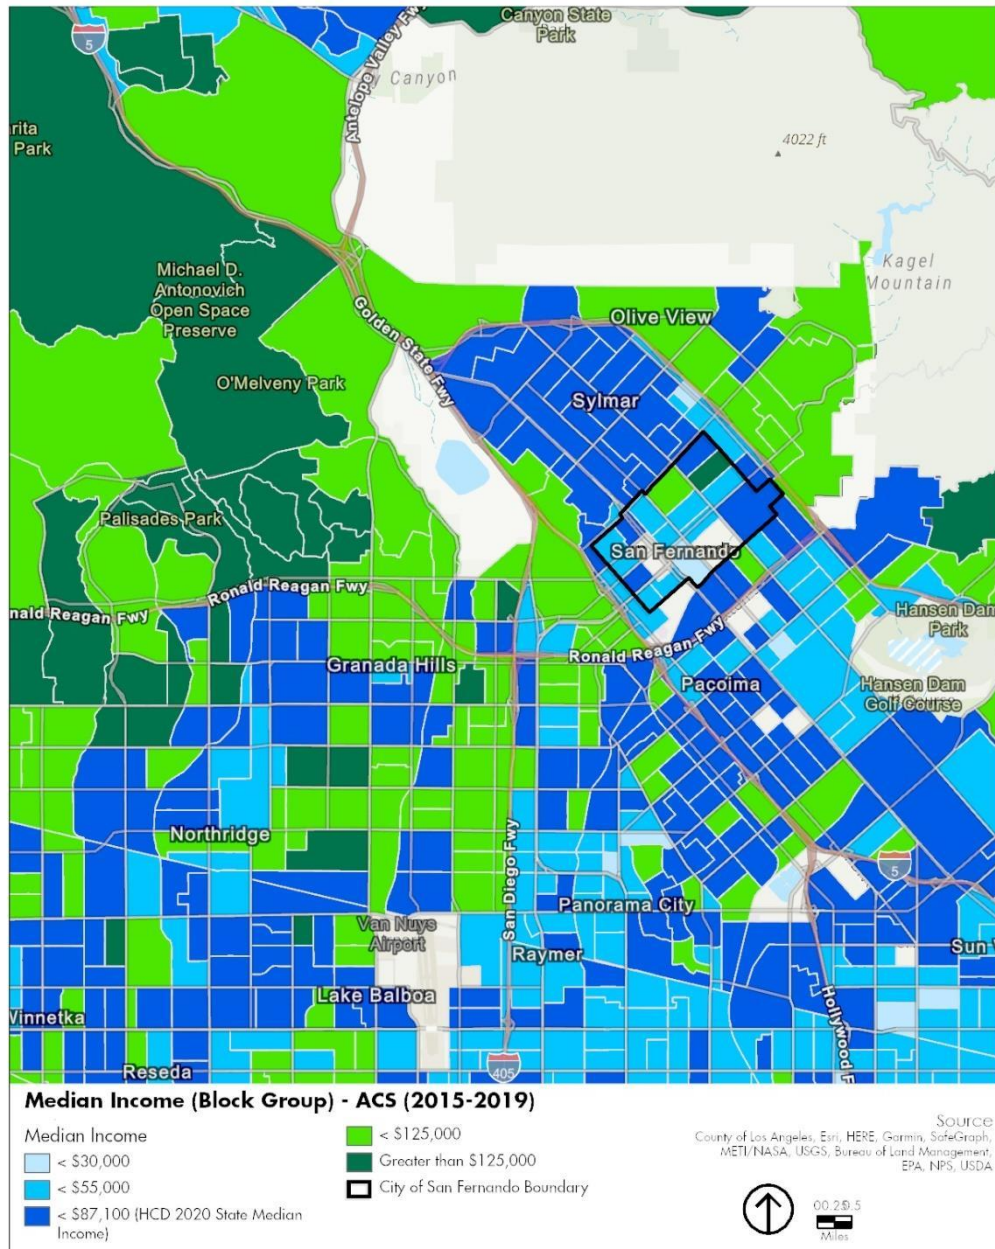 Canyon State
Park
5
Antelope Valley Fwy
Canyon
rita
Park
4022 ft
Kagel
Mountain
Michael D.
Antonovich
Open Space
Preserve
Golden State Fwy
Olive View
O'Melveny Park
Sylmar
Palisades Park
San Fernando
Ronald Reagan Fwy
nald Reagan Fwy
Hansen Dam
Park
Ronald Reagan Fwy
Granada Hills
Pacoima
Hansen Dam
Golf Course
Northridge
San Diego Fwy
5
Panorama City
Van Nuys
Airport
Raymer
Sun
Lake Balboa
Winnetka
Hollywood F
Reseda
405
Median Income (Block Group) - ACS (2015-2019)
Median Income
< $30,000
< $55,000
< $87,100 (HCD 2020 State Median
Income)
< $125,000
Greater than $125,000
City of San Fernando Boundary
Source
County of Los Angeles, Esri, HERE, Garmin, SafeGraph,
METI/NASA, USGS, Bureau of Land Management,
EPA, NPS, USDA
Miles